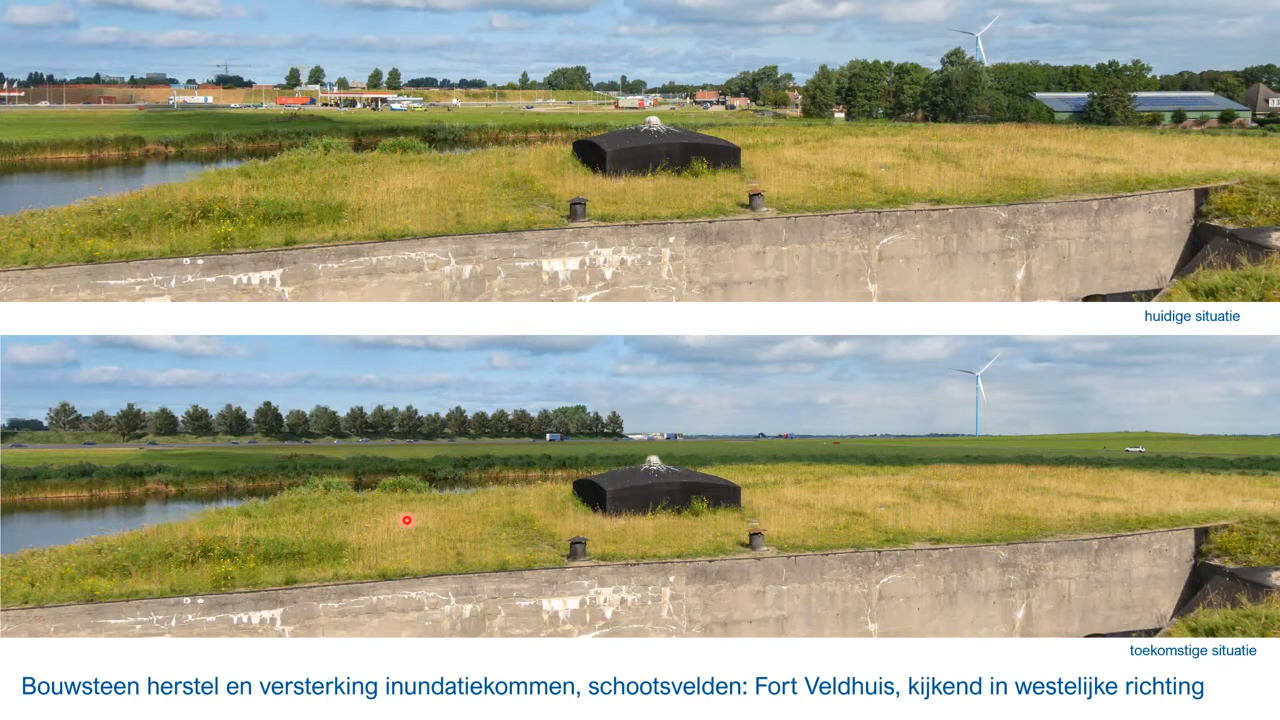 huidige situatie
toekomstige situatie
Bouwsteen herstel en versterking inundatiekommen, schootsvelden: Fort Veldhuis, kijkend in westelijke richting